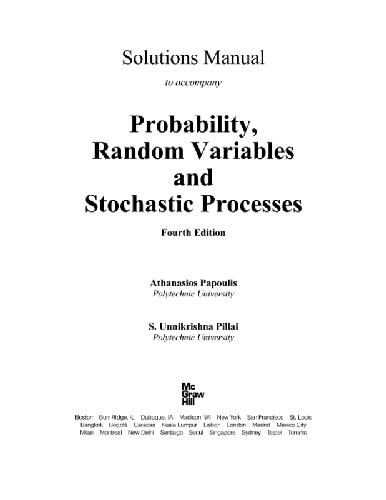 Solutions Manual
to accompany
Probability,
Random Variables
and
Stochastic Processes
Fourth Edition
Athanasios Papoulis
Polytechnic University
S. Unnikrishna Pillai
Polytechnic University
Mc
Graw
Hill
Boston Burr Ridge, IL Dubuque, IA Madison, WI New York San Francisco St. Louis
Bangkok Bogotá Caracas Kuala Lumpur Lisbon London Madrid Mexico City
Milan Montreal New Delhi Santiago Seoul Singapore Sydney Taipei Toronto